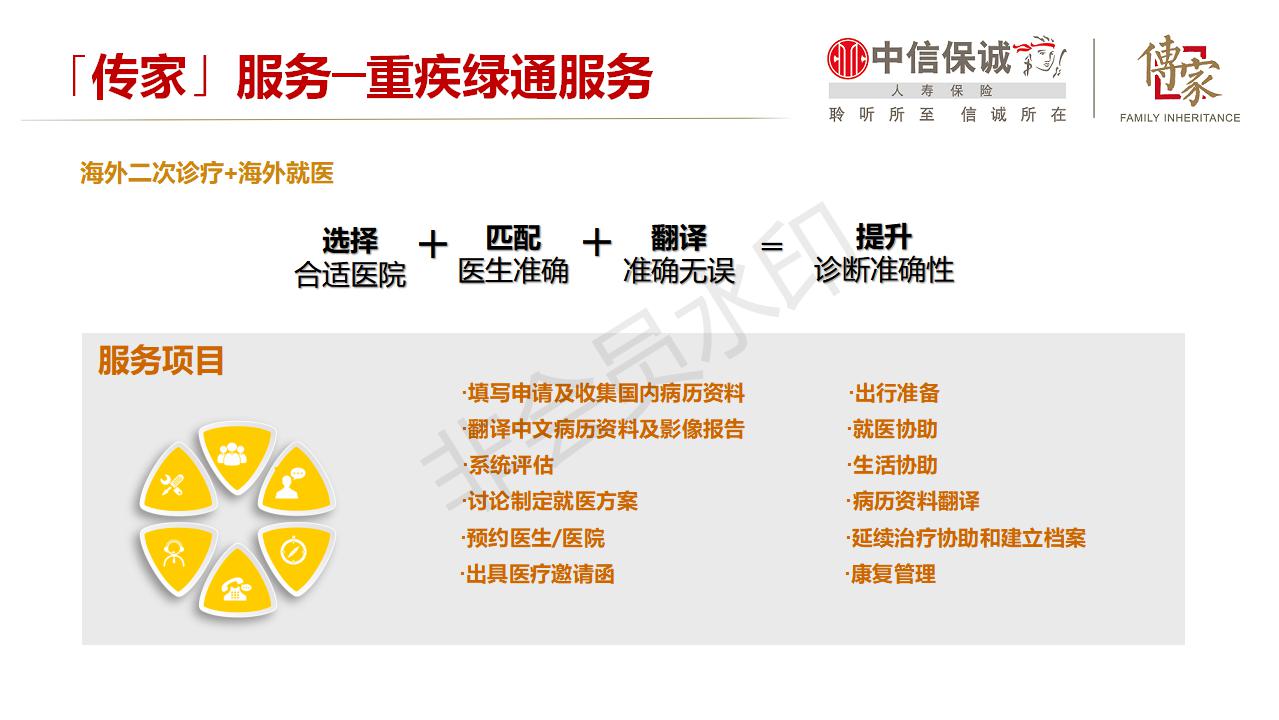 「传家」服务—重疾绿通服务
中信保诚
人寿保险
聆听所至 信诚所在
傳家
FAMILY INHERITANCE
海外二次诊疗+海外就医
选择 + 匹配 + 翻译 = 提升
合适医院 医生准确 准确无误 诊断准确性
服务项目
·填写申请及收集国内病历资料
·翻译中文病历资料及影像报告
·系统评估
·讨论制定就医方案
·预约医生/医院
·出具医疗邀请函
·出行准备
·就医协助
·生活协助
·病历资料翻译
·延续治疗协助和建立档案
·康复管理
非会员水印